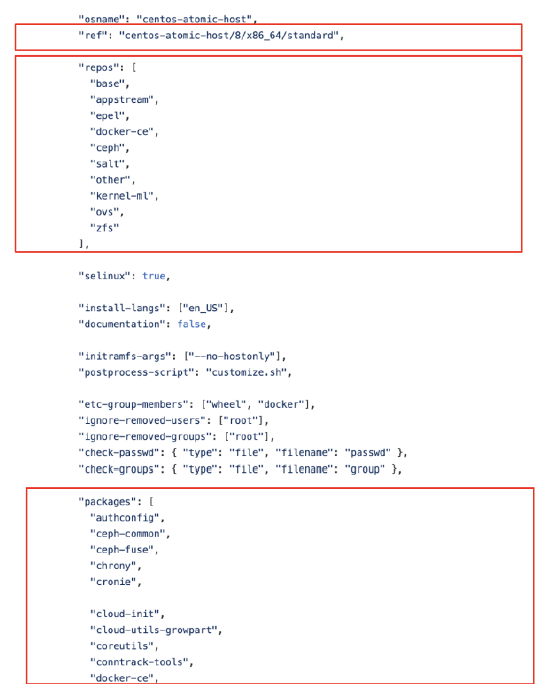 "osname": "centos-atomic-host",
"ref": "centos-atomic-host/8/x86_64/standard",
"repos": [
"base",
"appstream",
"epel",
"docker-ce",
"ceph",
"salt",
"other",
"kernel-ml",
"ovs",
"zfs"
],
"selinux": true,
"install-langs": ["en_US"],
"documentation": false,
"initramfs-args": ["--no-hostonly"],
"postprocess-script": "customize.sh",
"etc-group-members": ["wheel", "docker"],
"ignore-removed-users": ["root"],
"ignore-removed-groups": ["root"],
"check-passwd": { "type": "file", "filename": "passwd" },
"check-groups": { "type": "file", "filename": "group" },
"packages": [
"authconfig",
"ceph-common",
"ceph-fuse",
"chrony",
"cronie",
"cloud-init",
"cloud-utils-growpart",
"coreutils",
"conntrack-tools",
"docker-ce",